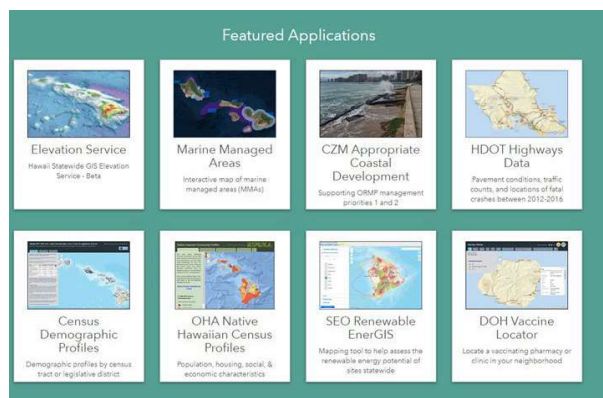 Featured Applications
Elevation Service
Hawaii Statewide GIS Elevation
Service - Beta
Marine Managed
Areas
Interactive map of marine
managed areas (MMAs)
CZM Appropriate
Coastal
Development
Supporting ORMP management
priorities 1 and 2
HDOT Highways
Data
Pavement conditions, traffic
counts, and locations of fatal
crashes between 2012-2016
Census
Demographic
Profiles
Demographic profiles by census
tract or legislative district
OHA Native
Hawaiian Census
Profiles
Population, housing, social, &
economic characteristics
SEO Renewable
EnerGIS
Mapping tool to help assess the
renewable energy potential of
sites statewide
DOH Vaccine
Locator
Locate a vaccinating pharmacy or
clinic in your neighborhood